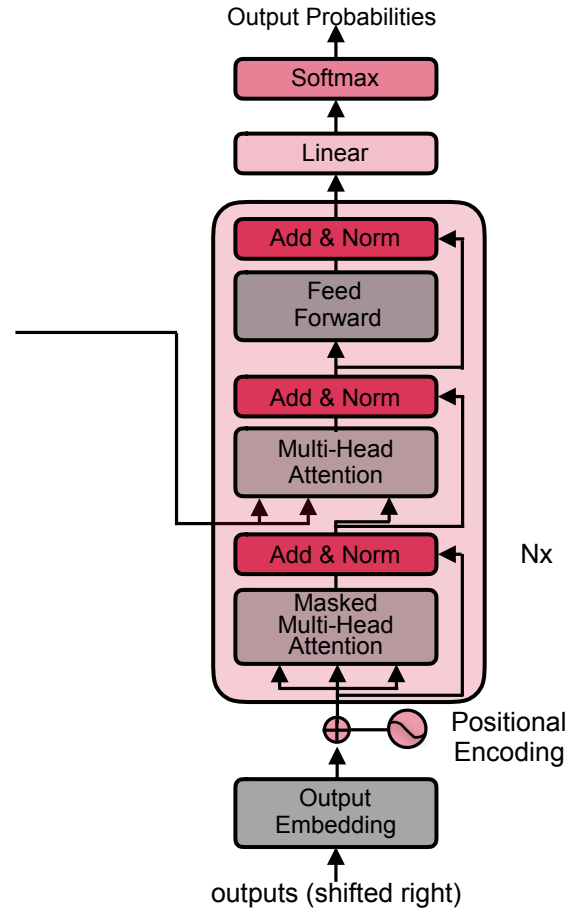 Output Probabilities
Softmax
Linear
Add & Norm
Feed
Forward
Add & Norm
Multi-Head
Attention
Add & Norm
Nx
Masked
Multi-Head
Attention
Positional
Encoding
Output
Embedding
outputs (shifted right)